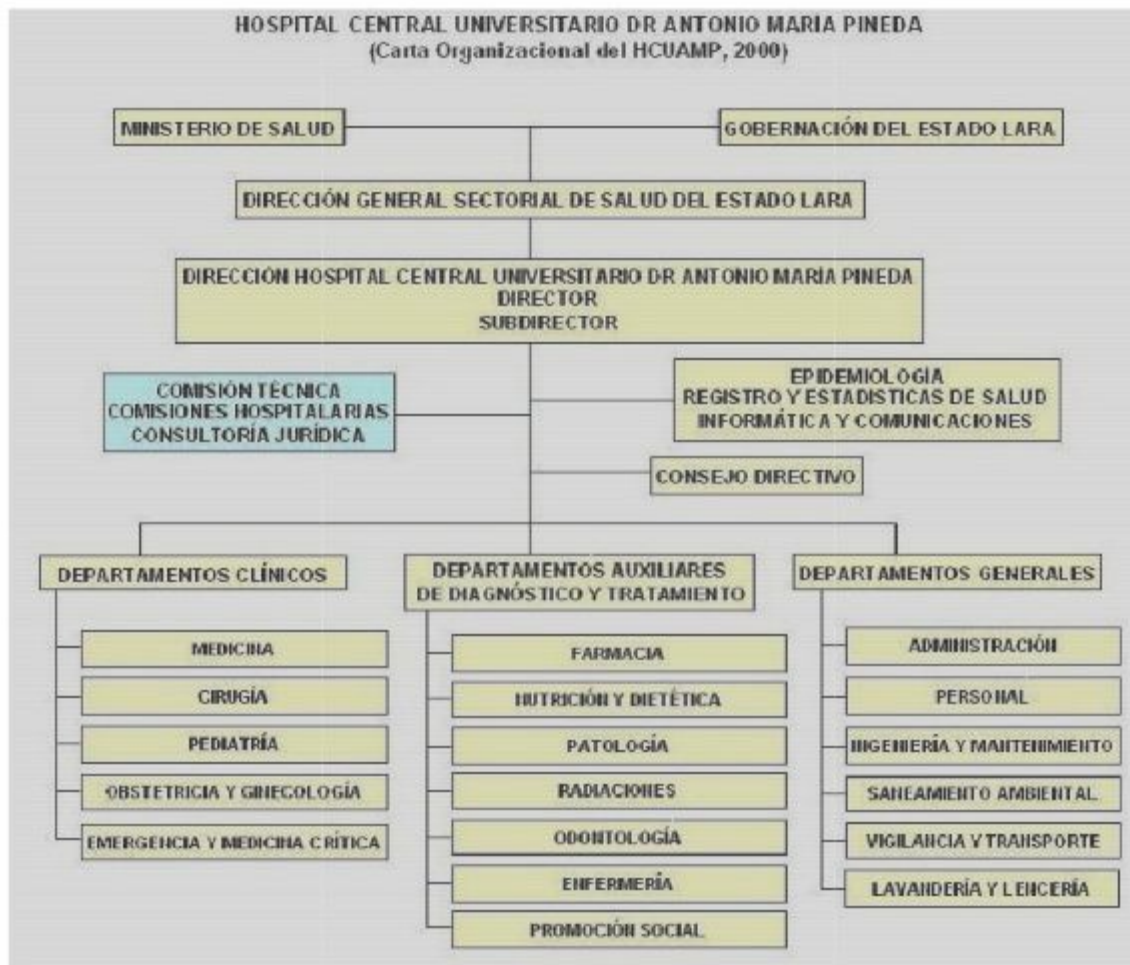 HOSPITAL CENTRAL UNIVERSITARIO DR ANTONIO MARÍA PINEDA
(Carta Organizacional del HCUAMP, 2000)
MINISTERIO DE SALUD
GOBERNACIÓN DEL ESTADO LARA
DIRECCIÓN GENERAL SECTORIAL DE SALUD DEL ESTADO LARA
DIRECCIÓN HOSPITAL CENTRAL UNIVERSITARIO DR ANTONIO MARÍA PINEDA
DIRECTOR
SUBDIRECTOR
COMISIÓN TÉCNICA
COMISIONES HOSPITALARIAS
CONSULTORÍA JURÍDICA
EPIDEMIOLOGÍA
REGISTRO Y ESTADISTICAS DE SALUD
INFORMÁTICA Y COMUNICACIONES
CONSEJO DIRECTIVO
DEPARTAMENTOS CLÍNICOS
MEDICINA
CIRUGÍA
PEDIATRÍA
OBSTETRICIA Y GINECOLOGÍA
EMERGENCIA Y MEDICINA CRÍTICA
DEPARTAMENTOS AUXILIARES
DE DIAGNÓSTICO Y TRATAMIENTO
FARMACIA
NUTRICIÓN Y DIETÉTICA
PATOLOGÍA
RADIACIONES
ODONTOLOGÍA
ENFERMERÍA
PROMOCIÓN SOCIAL
DEPARTAMENTOS GENERALES
ADMINISTRACIÓN
PERSONAL
INGENIERÍA Y MANTENIMIENTO
SANEAMIENTO AMBIENTAL
VIGILANCIA Y TRANSPORTE
LAVANDERÍA Y LENCERÍA